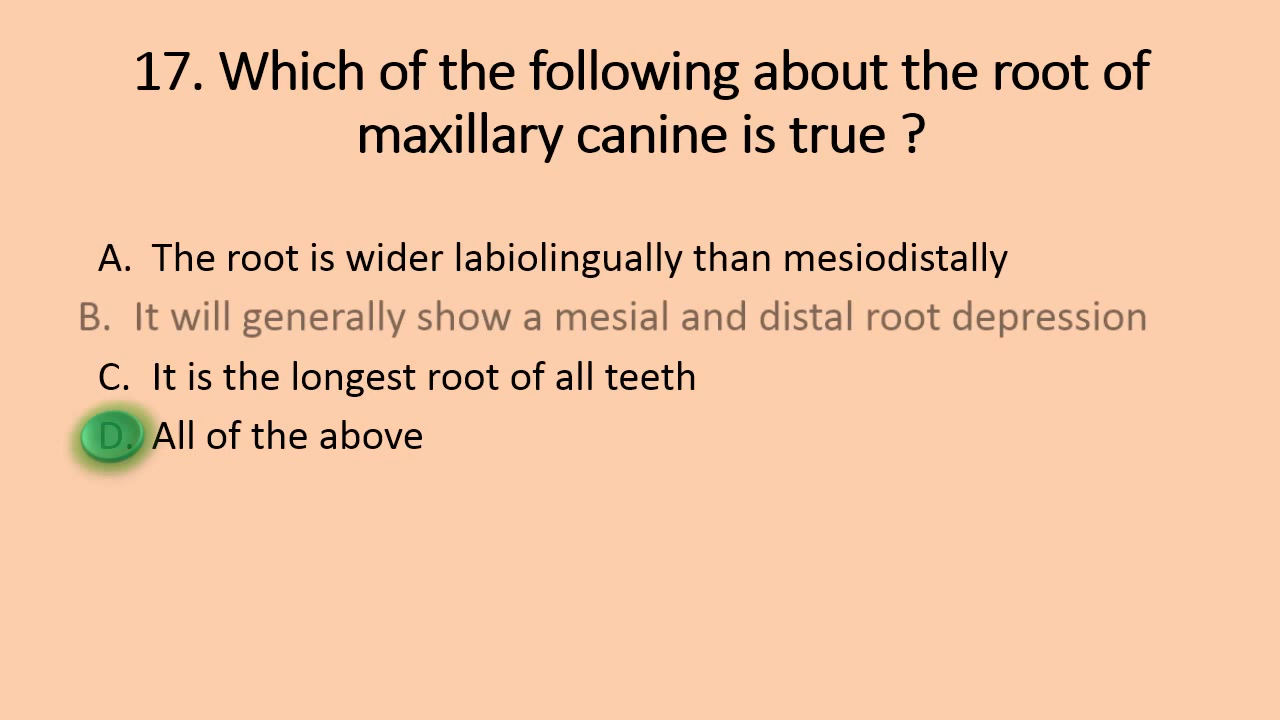 17. Which of the following about the root of
maxillary canine is true ?
A. The root is wider labiolingually than mesiodistally
B. It will generally show a mesial and distal root depression
C. It is the longest root of all teeth
D. All of the above